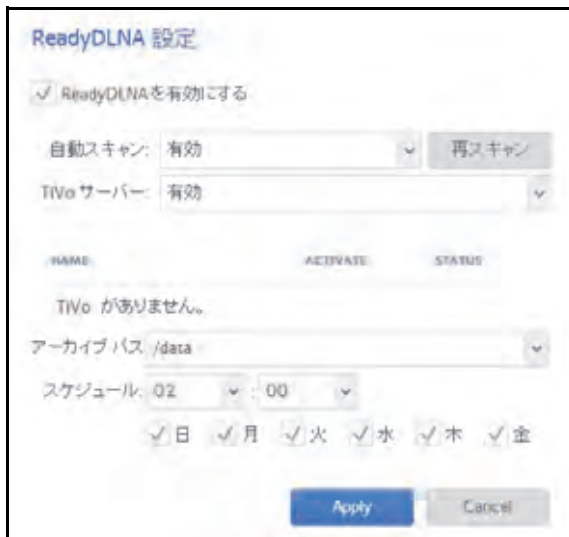 ReadyDLNA 設定
ReadyDLNAを有効にする
自動スキャン: 有効 再スキャン
TiVo サーバー: 有効
NAME ACTIVATE STATUS
TiVo がありません。
アーカイブ パス /data
スケジュール: 02 : 00
日 月 火 水 木 金
Apply Cancel